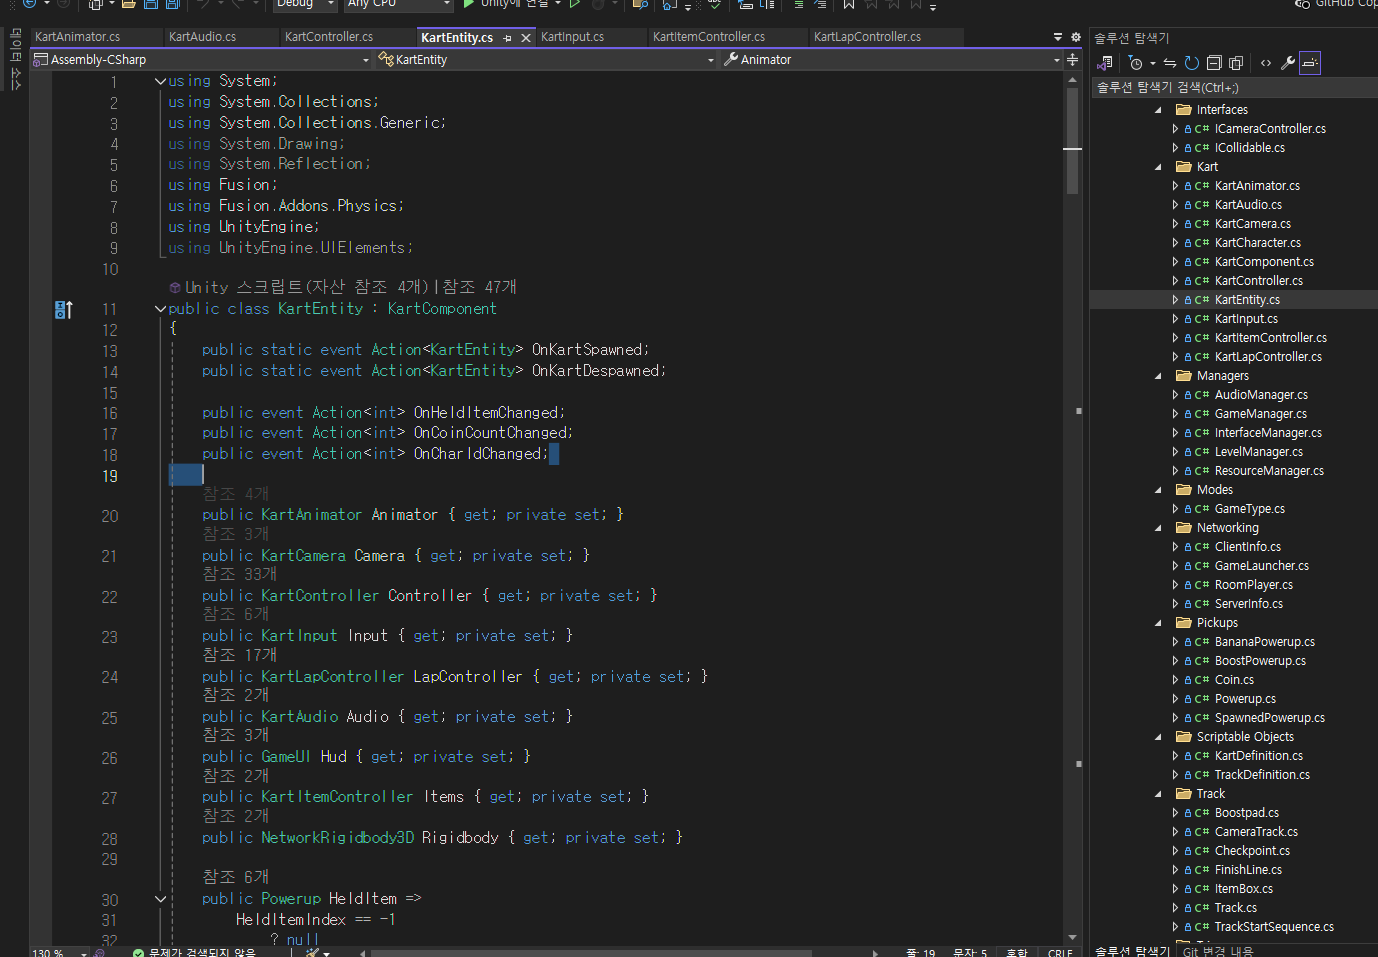 Debug
Any CPU
Unity에 연결
GitHub Cop
데이터 소스
KartAnimator.cs
KartAudio.cs
KartController.cs
KartEntity.cs
KartInput.cs
KartItemController.cs
KartLapController.cs
Assembly-CSharp
KartEntity
Animator
1 using System;
2 using System.Collections;
3 using System.Collections.Generic;
4 using System.Drawing;
5 using System.Reflection;
6 using Fusion;
7 using Fusion.Addons.Physics;
8 using UnityEngine;
9 using UnityEngine.UIElements;
10
Unity 스크립트(자산 참조 4개)|참조 47개
11 public class KartEntity : KartComponent
12 {
13 public static event Action<KartEntity> OnKartSpawned;
14 public static event Action<KartEntity> OnKartDespawned;
15
16 public event Action<int> OnHeldItemChanged;
17 public event Action<int> OnCoinCountChanged;
18 public event Action<int> OnCharIdChanged;
19
참조 4개
20 public KartAnimator Animator { get; private set; }
참조 3개
21 public KartCamera Camera { get; private set; }
참조 33개
22 public KartController Controller { get; private set; }
참조 6개
23 public KartInput Input { get; private set; }
참조 17개
24 public KartLapController LapController { get; private set; }
참조 2개
25 public KartAudio Audio { get; private set; }
참조 3개
26 public GameUI Hud { get; private set; }
참조 2개
27 public KartItemController Items { get; private set; }
참조 2개
28 public NetworkRigidbody3D Rigidbody { get; private set; }
29
참조 6개
30 public Powerup HeldItem =>
31 HeldItemIndex == -1
32 ? null
130 %
문제가 검색되지 않음
줄: 19
문자: 5
혼합
CRLF
솔루션 탐색기
솔루션 탐색기 검색(Ctrl+;)
Interfaces
C# ICameraController.cs
C# ICollidable.cs
Kart
C# KartAnimator.cs
C# KartAudio.cs
C# KartCamera.cs
C# KartCharacter.cs
C# KartComponent.cs
C# KartController.cs
C# KartEntity.cs
C# KartInput.cs
C# KartItemController.cs
C# KartLapController.cs
Managers
C# AudioManager.cs
C# GameManager.cs
C# InterfaceManager.cs
C# LevelManager.cs
C# ResourceManager.cs
Modes
C# GameType.cs
Networking
C# ClientInfo.cs
C# GameLauncher.cs
C# RoomPlayer.cs
C# ServerInfo.cs
Pickups
C# BananaPowerup.cs
C# BoostPowerup.cs
C# Coin.cs
C# Powerup.cs
C# SpawnedPowerup.cs
Scriptable Objects
C# KartDefinition.cs
C# TrackDefinition.cs
Track
C# Boostpad.cs
C# CameraTrack.cs
C# Checkpoint.cs
C# FinishLine.cs
C# ItemBox.cs
C# Track.cs
C# TrackStartSequence.cs
솔루션 탐색기
Git 변경 내용